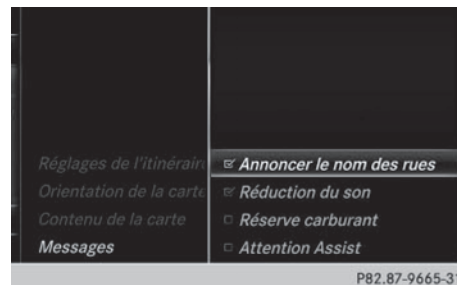 Réglages de l'itinérair
Orientation de la carte
Contenu de la carte
Messages
Annoncer le nom des rues
Réduction du son
Réserve carburant
Attention Assist
P82.87-9665-31